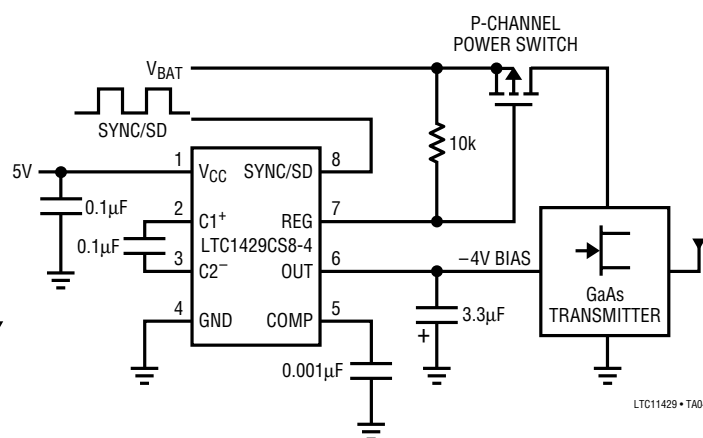 P-CHANNEL
POWER SWITCH
VBAT
SYNC/SD
10k
5V
1
VCC
SYNC/SD
8
0.1µF
2
C1+
REG
7
0.1µF
LTC1429CS8-4
3
C2−
OUT
6
−4V BIAS
4
GND
COMP
5
3.3µF
+
0.001µF
GaAs
TRANSMITTER
LTC11429 • TA0